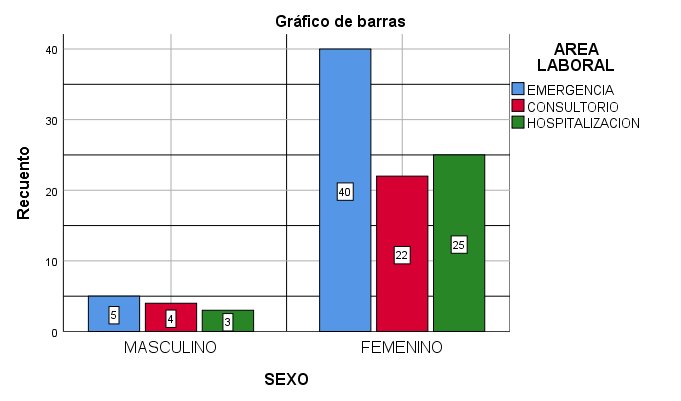 Gráfico de barras
AREA
LABORAL
EMERGENCIA
CONSULTORIO
HOSPITALIZACION
Recuento
40
30
20
10
0
5
4
3
40
22
25
MASCULINO
FEMENINO
SEXO